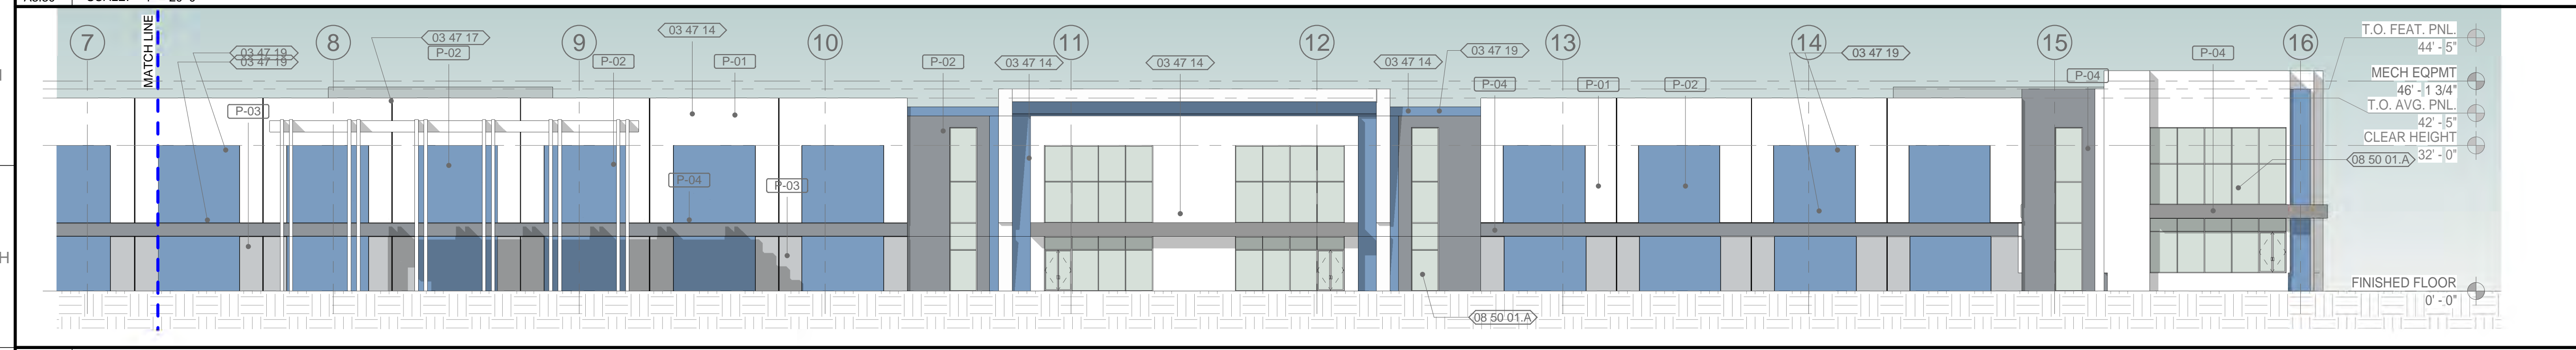 7
MATCH LINE
8
9
10
11
12
13
14
15
16
03 47 19
03 47 19
P-03
03 47 17
P-02
P-02
03 47 14
P-01
P-04
P-03
P-02
03 47 14
03 47 14
03 47 14
03 47 19
P-04
P-01
P-02
03 47 19
P-04
P-04
08 50 01.A
08 50 01.A
T.O. FEAT. PNL.
44' - 5"
MECH EQPMT
46' - 1 3/4"
T.O. AVG. PNL.
42' - 5"
CLEAR HEIGHT
32' - 0"
FINISHED FLOOR
0' - 0"
H